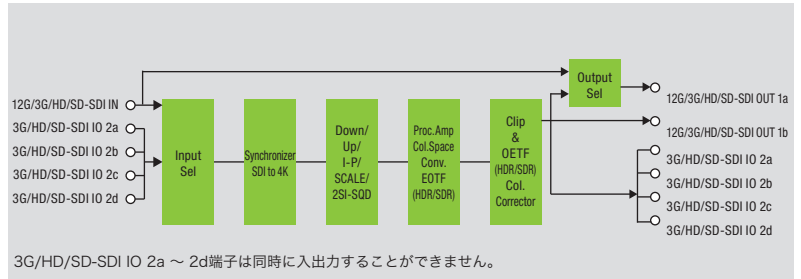 12G/3G/HD/SD-SDI IN
3G/HD/SD-SDI IO 2a
3G/HD/SD-SDI IO 2b
3G/HD/SD-SDI IO 2c
3G/HD/SD-SDI IO 2d
Input
Sel
Synchronizer
SDI to 4K
Down/
Up/
I-P/
SCALE/
2SI-SQD
Proc.Amp
Col.Space
Conv.
EOTF
(HDR/SDR)
Clip
&
OETF
(HDR/SDR)
Col.
Corrector
Output
Sel
12G/3G/HD/SD-SDI OUT 1a
12G/3G/HD/SD-SDI OUT 1b
3G/HD/SD-SDI IO 2a
3G/HD/SD-SDI IO 2b
3G/HD/SD-SDI IO 2c
3G/HD/SD-SDI IO 2d
3G/HD/SD-SDI IO 2a ～ 2d端子は同時に入出力することができません。